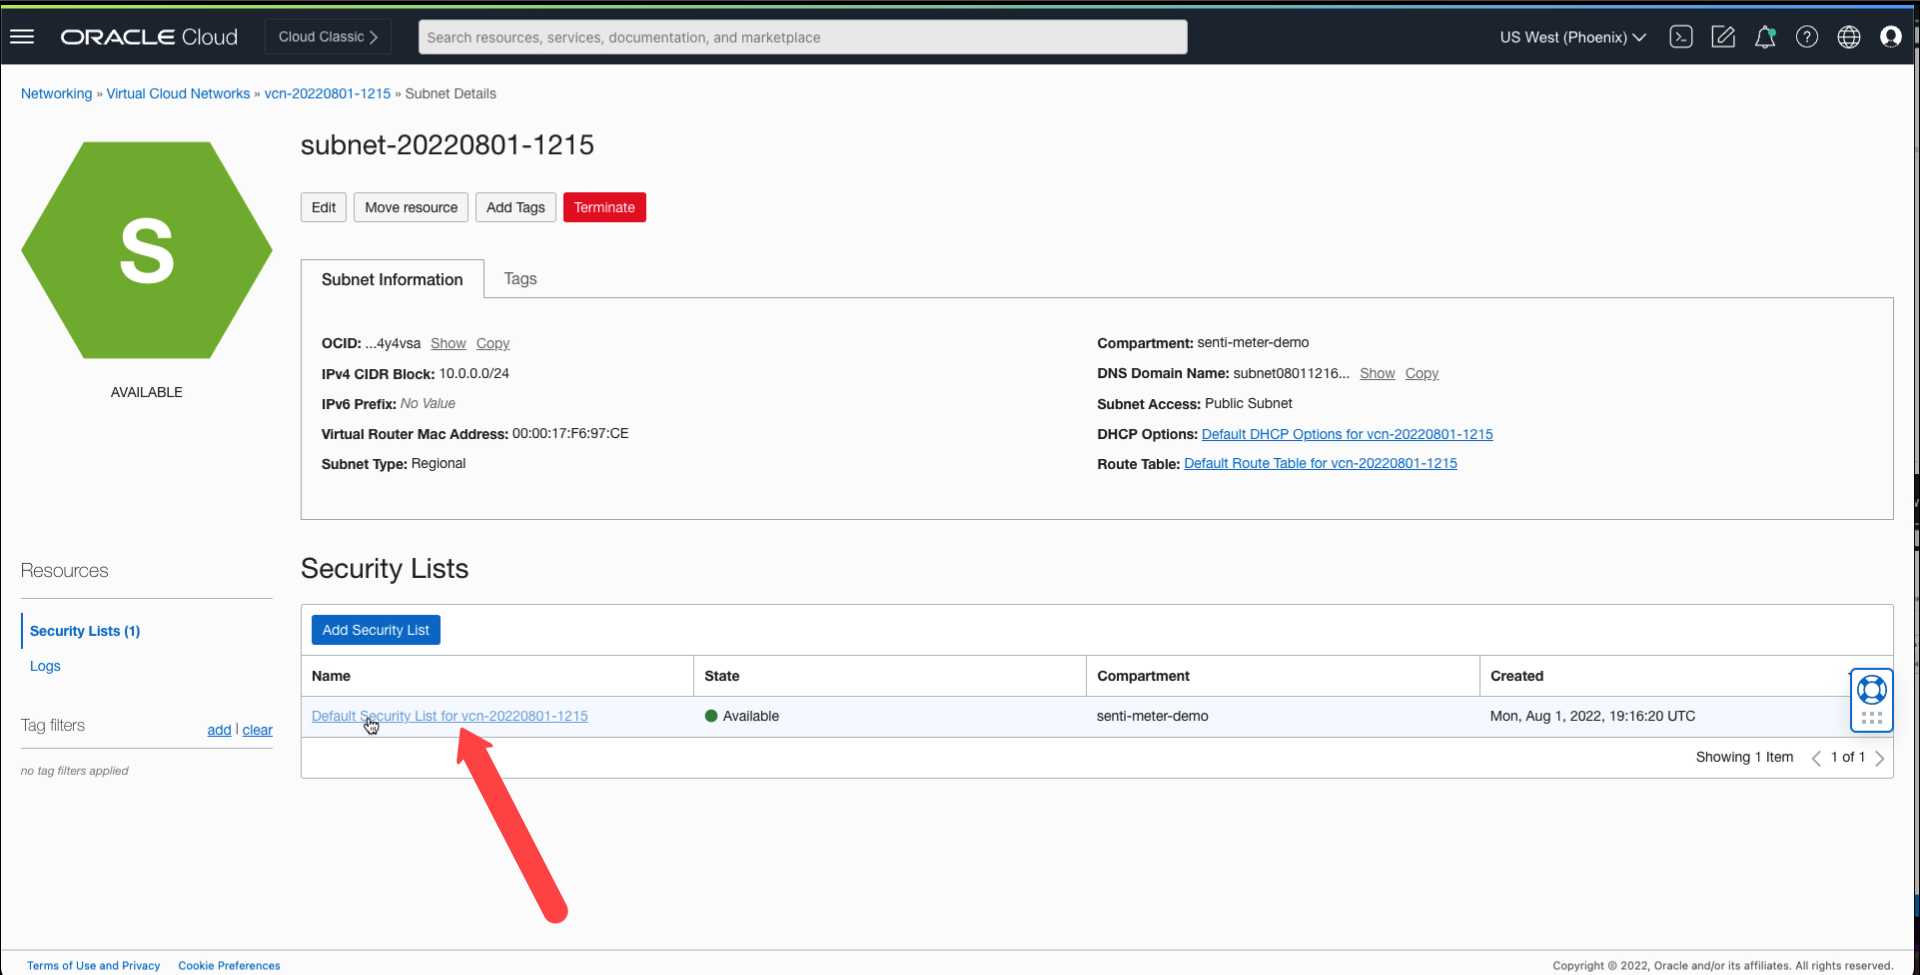 ORACLE Cloud
Cloud Classic
Search resources, services, documentation, and marketplace
US West (Phoenix)
Networking » Virtual Cloud Networks » vcn-20220801-1215 » Subnet Details
S
AVAILABLE
subnet-20220801-1215
Edit
Move resource
Add Tags
Terminate
Subnet Information
Tags
OCID: ...4y4vsa Show Copy
IPv4 CIDR Block: 10.0.0.0/24
IPv6 Prefix: No Value
Virtual Router Mac Address: 00:00:17:F6:97:CE
Subnet Type: Regional
Compartment: senti-meter-demo
DNS Domain Name: subnet08011216... Show Copy
Subnet Access: Public Subnet
DHCP Options: Default DHCP Options for vcn-20220801-1215
Route Table: Default Route Table for vcn-20220801-1215
Resources
Security Lists (1)
Logs
Tag filters
add | clear
no tag filters applied
Security Lists
Add Security List
Name State Compartment Created
Default Security List for vcn-20220801-1215 Available senti-meter-demo Mon, Aug 1, 2022, 19:16:20 UTC
Showing 1 Item 1 of 1
Terms of Use and Privacy Cookie Preferences
Copyright © 2022, Oracle and/or its affiliates. All rights reserved.